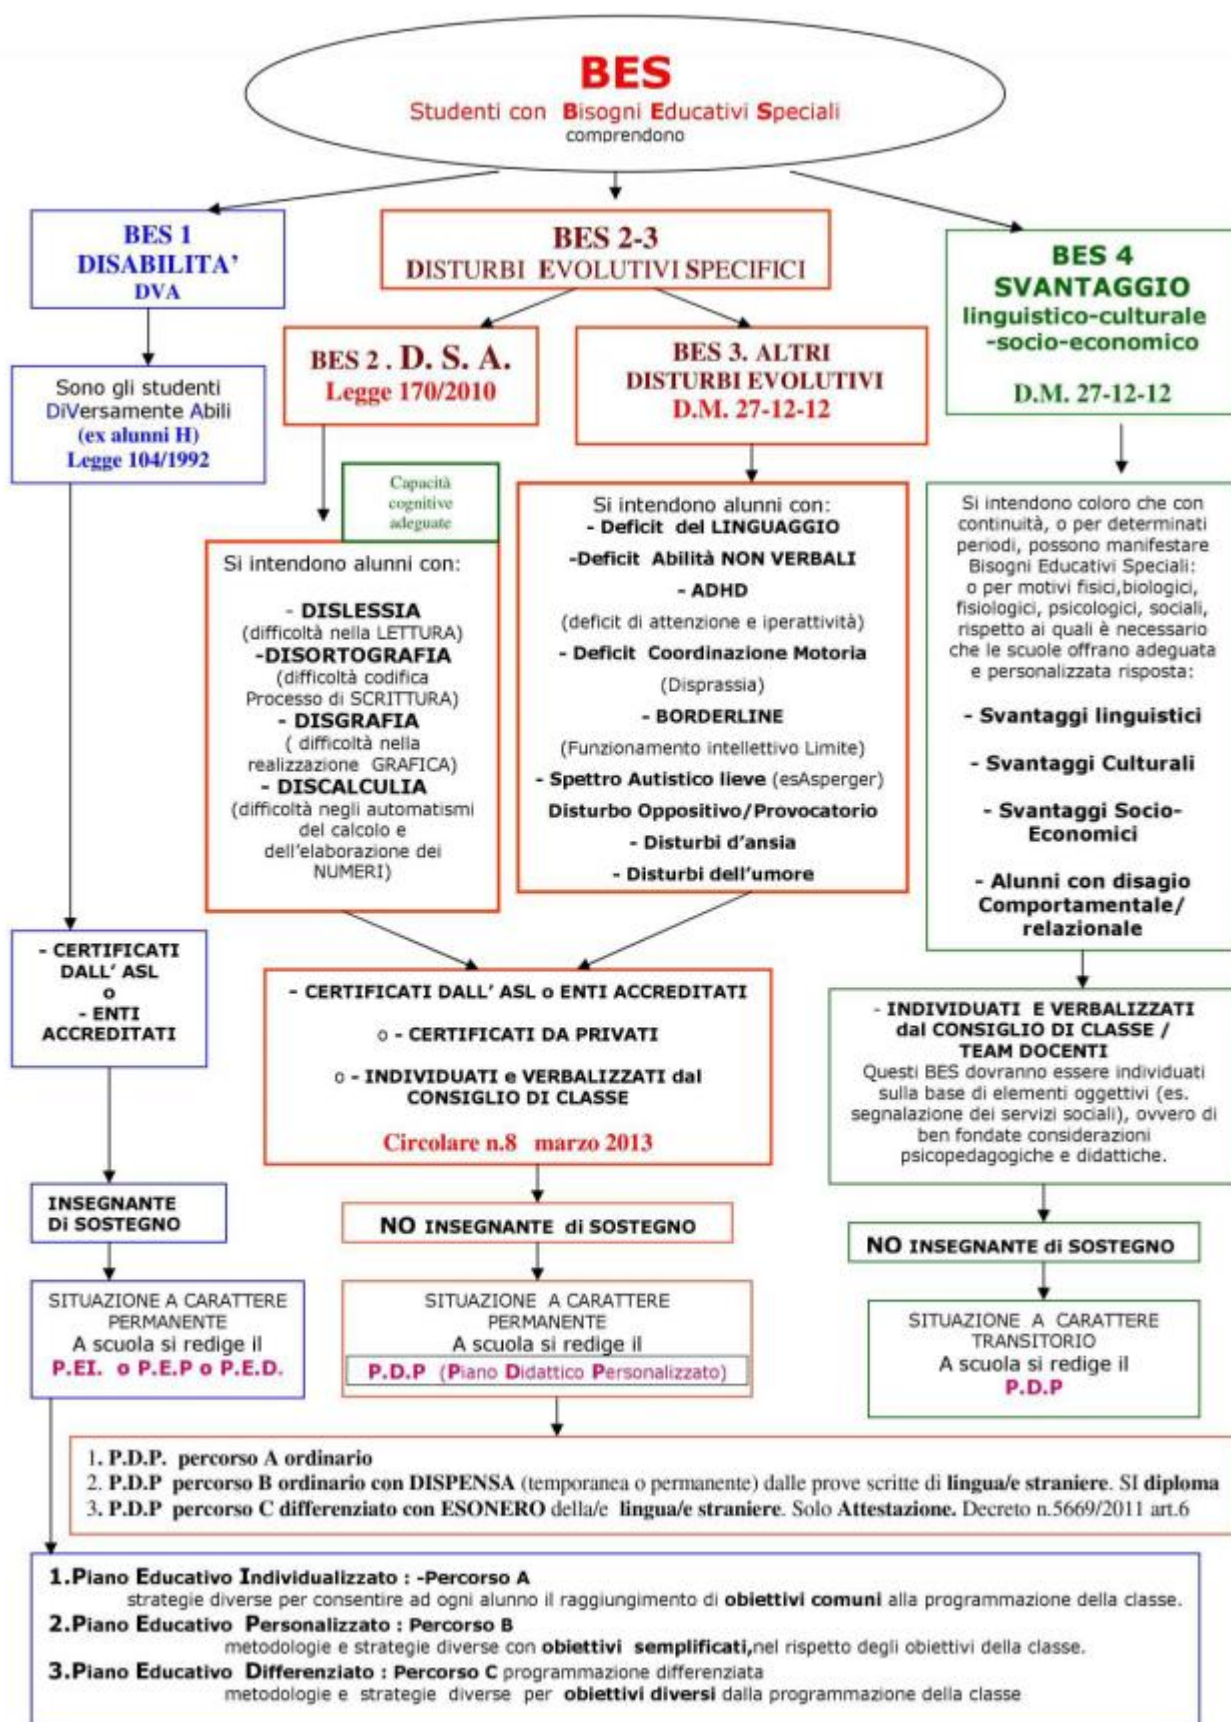 BES
Studenti con Bisogni Educativi Speciali
comprendono
BES 1
DISABILITA'
DVA
Sono gli studenti
DiVersamente Abili
(ex alunni H)
Legge 104/1992
BES 2-3
DISTURBI EVOLUTIVI SPECIFICI
BES 2 . D. S. A.
Legge 170/2010
BES 3. ALTRI
DISTURBI EVOLUTIVI
D.M. 27-12-12
BES 4
SVANTAGGIO
linguistico-culturale
-socio-economico
D.M. 27-12-12
Capacità
cognitive
adeguate
Si intendono alunni con:
- DISLESSIA
(difficoltà nella LETTURA)
-DISORTOGRAFIA
(difficoltà codifica
Processo di SCRITTURA)
- DISGRAFIA
( difficoltà nella
realizzazione GRAFICA)
- DISCALCULIA
(difficoltà negli automatismi
del calcolo e
dell'elaborazione dei
NUMERI)
Si intendono alunni con:
- Deficit del LINGUAGGIO
-Deficit Abilità NON VERBALI
- ADHD
(deficit di attenzione e iperattività)
- Deficit Coordinazione Motoria
(Disprassia)
- BORDERLINE
(Funzionamento intellettivo Limite)
- Spettro Autistico lieve (esAsperger)
Disturbo Oppositivo/Provocatorio
- Disturbi d'ansia
- Disturbi dell'umore
Si intendono coloro che con
continuità, o per determinati
periodi, possono manifestare
Bisogni Educativi Speciali:
o per motivi fisici,biologici,
fisiologici, psicologici, sociali,
rispetto ai quali è necessario
che le scuole offrano adeguata
e personalizzata risposta:
- Svantaggi linguistici
- Svantaggi Culturali
- Svantaggi Socio-
Economici
- Alunni con disagio
Comportamentale/
relazionale
- CERTIFICATI
DALL' ASL
o
- ENTI
ACCREDITATI
- CERTIFICATI DALL' ASL o ENTI ACCREDITATI
o - CERTIFICATI DA PRIVATI
o - INDIVIDUATI e VERBALIZZATI dal
CONSIGLIO DI CLASSE
Circolare n.8 marzo 2013
- INDIVIDUATI E VERBALIZZATI
dal CONSIGLIO DI CLASSE /
TEAM DOCENTI
Questi BES dovranno essere individuati
sulla base di elementi oggettivi (es.
segnalazione dei servizi sociali), ovvero di
ben fondate considerazioni
psicopedagogiche e didattiche.
INSEGNANTE
Di SOSTEGNO
NO INSEGNANTE di SOSTEGNO
NO INSEGNANTE di SOSTEGNO
SITUAZIONE A CARATTERE
PERMANENTE
A scuola si redige il
P.EI. o P.E.P o P.E.D.
SITUAZIONE A CARATTERE
PERMANENTE
A scuola si redige il
P.D.P (Piano Didattico Personalizzato)
SITUAZIONE A CARATTERE
TRANSITORIO
A scuola si redige il
P.D.P
1. P.D.P. percorso A ordinario
2. P.D.P percorso B ordinario con DISPENSA (temporanea o permanente) dalle prove scritte di lingua/e straniere. SI diploma
3. P.D.P percorso C differenziato con ESONERO della/e lingua/e straniere. Solo Attestazione. Decreto n.5669/2011 art.6
1.Piano Educativo Individualizzato : -Percorso A
strategie diverse per consentire ad ogni alunno il raggiungimento di obiettivi comuni alla programmazione della classe.
2.Piano Educativo Personalizzato : Percorso B
metodologie e strategie diverse con obiettivi semplificati,nel rispetto degli obiettivi della classe.
3.Piano Educativo Differenziato : Percorso C programmazione differenziata
metodologie e strategie diverse per obiettivi diversi dalla programmazione della classe